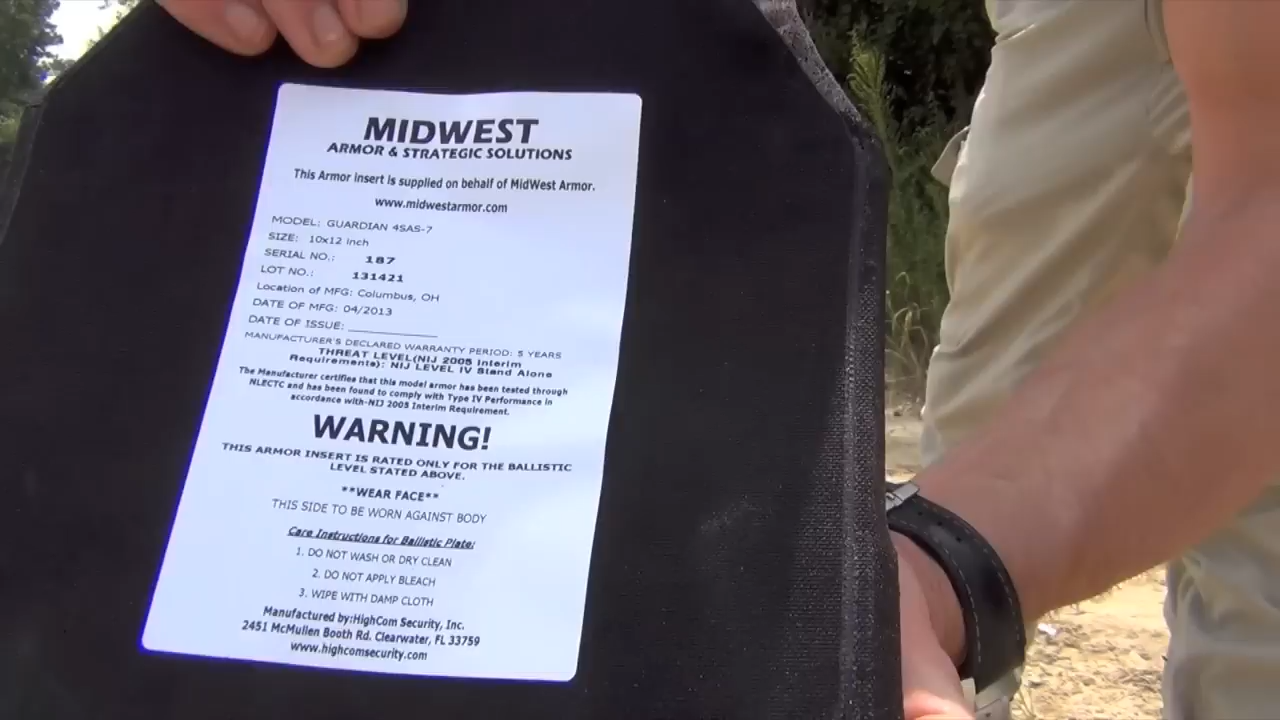 MIDWEST
ARMOR & STRATEGIC SOLUTIONS
This Armor insert is supplied on behalf of MidWest Armor.
www.midwestarmor.com
MODEL: GUARDIAN 4SAS-7
SIZE: 10x12 inch
SERIAL NO.: 187
LOT NO.: 131421
Location of MFG: Columbus, OH
DATE OF MFG: 04/2013
DATE OF ISSUE:
MANUFACTURER'S DECLARED WARRANTY PERIOD: 5 YEARS
THREAT LEVEL(NIJ 2005 Interim
Requirements): NIJ LEVEL IV Stand Alone
The Manufacturer certifies that this model armor has been tested through
NLECTC and has been found to comply with Type IV Performance in
accordance with-NIJ 2005 Interim Requirement.
WARNING!
THIS ARMOR INSERT IS RATED ONLY FOR THE BALLISTIC
LEVEL STATED ABOVE.
**WEAR FACE**
THIS SIDE TO BE WORN AGAINST BODY
Care Instructions for Ballistic Plate:
1. DO NOT WASH OR DRY CLEAN
2. DO NOT APPLY BLEACH
3. WIPE WITH DAMP CLOTH
Manufactured by:HighCom Security, Inc.
2451 McMullen Booth Rd. Clearwater, FL 33759
www.highcomsecurity.com